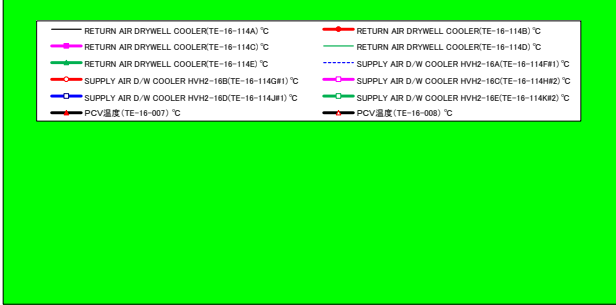 RETURN AIR DRYWELL COOLER(TE-16-114A) ℃
RETURN AIR DRYWELL COOLER(TE-16-114B) ℃
RETURN AIR DRYWELL COOLER(TE-16-114C) ℃
RETURN AIR DRYWELL COOLER(TE-16-114D) ℃
RETURN AIR DRYWELL COOLER(TE-16-114E) ℃
SUPPLY AIR D/W COOLER HVH2-16A(TE-16-114F#1) ℃
SUPPLY AIR D/W COOLER HVH2-16B(TE-16-114G#1) ℃
SUPPLY AIR D/W COOLER HVH2-16C(TE-16-114H#2) ℃
SUPPLY AIR D/W COOLER HVH2-16D(TE-16-114J#1) ℃
SUPPLY AIR D/W COOLER HVH2-16E(TE-16-114K#2) ℃
PCV温度(TE-16-007) ℃
PCV温度(TE-16-008) ℃